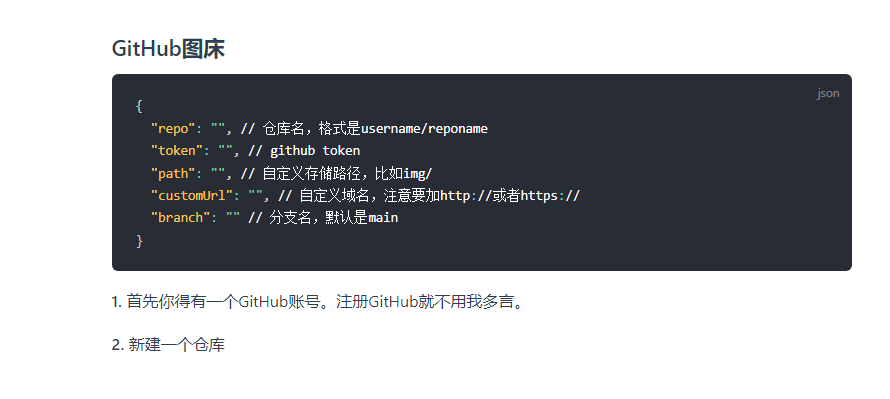 GitHub图床
json
{
"repo": "", // 仓库名，格式是username/reponame
"token": "", // github token
"path": "", // 自定义存储路径，比如img/
"customUrl": "", // 自定义域名，注意要加http://或者https://
"branch": "" // 分支名，默认是main
}
1. 首先你得有一个GitHub账号。注册GitHub就不用我多言。
2. 新建一个仓库